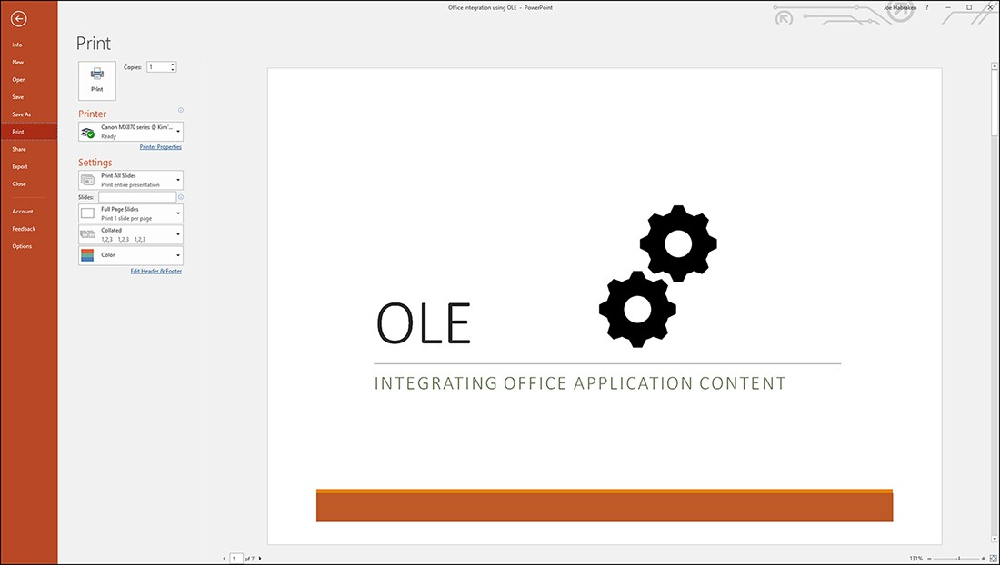 Office integration using OLE - PowerPoint
Joe Habraken ?
Info
New
Open
Save
Save As
Print
Share
Export
Close
Account
Feedback
Options
Print
Print
Copies: 1
Printer
Canon MX870 series @ Kim'...
Ready
Printer Properties
Settings
Print All Slides
Print entire presentation
Slides:
Full Page Slides
Print 1 slide per page
Collated
1,2,3 1,2,3 1,2,3
Color
Edit Header & Footer
OLE
INTEGRATING OFFICE APPLICATION CONTENT
1 of 7
131%